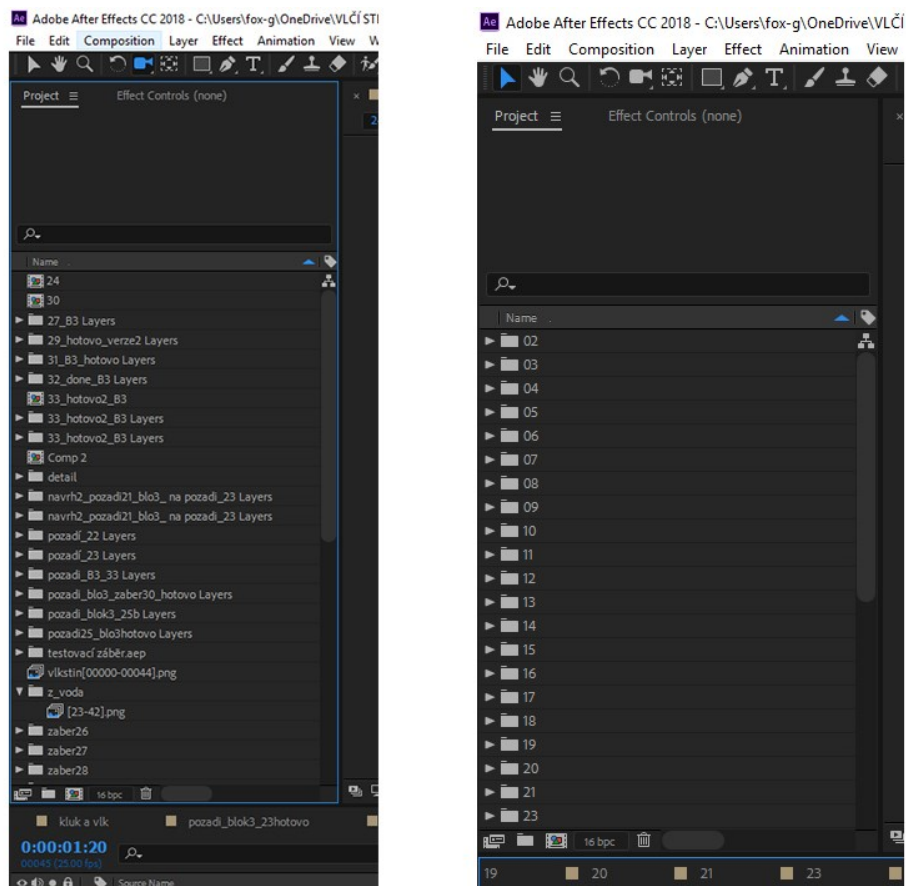 Ae Adobe After Effects CC 2018 - C:\Users\fox-g\OneDrive\VLČÍ STI
File Edit Composition Layer Effect Animation View W
Project Effect Controls (none)
Name
24
30
27_B3 Layers
29_hotovo_verze2 Layers
31_B3_hotovo Layers
32_done_B3 Layers
33_hotovo2_B3
33_hotovo2_B3 Layers
33_hotovo2_B3 Layers
Comp 2
detail
navrh2_pozadi21_blo3_ na pozadi_23 Layers
navrh2_pozadi21_blo3_ na pozadi_23 Layers
pozadí_22 Layers
pozadí_23 Layers
pozadi_B3_33 Layers
pozadi_blo3_zaber30_hotovo Layers
pozadi_blok3_25b Layers
pozadi25_blo3hotovo Layers
testovací záběr.aep
vlkstin[00000-00044].png
z_voda
[23-42].png
zaber26
zaber27
zaber28
16 bpc
kluk a vlk pozadi_blok3_23hotovo
0:00:01:20
00045 (25.00 fps)
Source Name
Ae Adobe After Effects CC 2018 - C:\Users\fox-g\OneDrive\VLČÍ
File Edit Composition Layer Effect Animation View
Project Effect Controls (none)
Name
02
03
04
05
06
07
08
09
10
11
12
13
14
15
16
17
18
19
20
21
23
16 bpc
19 20 21 23